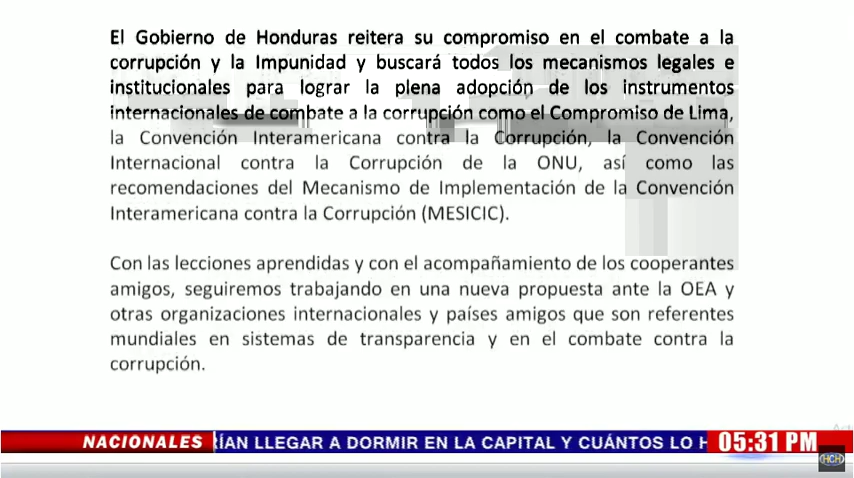 El Gobierno de Honduras reitera su compromiso en el combate a la
corrupción y la Impunidad y buscará todos los mecanismos legales e
institucionales para lograr la plena adopción de los instrumentos
internacionales de combate a la corrupción como el Compromiso de Lima,
la Convención Interamericana contra la Corrupción, la Convención
Internacional contra la Corrupción de la ONU, así como las
recomendaciones del Mecanismo de Implementación de la Convención
Interamericana contra la Corrupción (MESICIC).
Con las lecciones aprendidas y con el acompañamiento de los cooperantes
amigos, seguiremos trabajando en una nueva propuesta ante la OEA y
otras organizaciones internacionales y países amigos que son referentes
mundiales en sistemas de transparencia y en el combate contra la
corrupción.
NACIONALES RÍAN LLEGAR A DORMIR EN LA CAPITAL Y CUÁNTOS LO H 05:31 PM
HCH